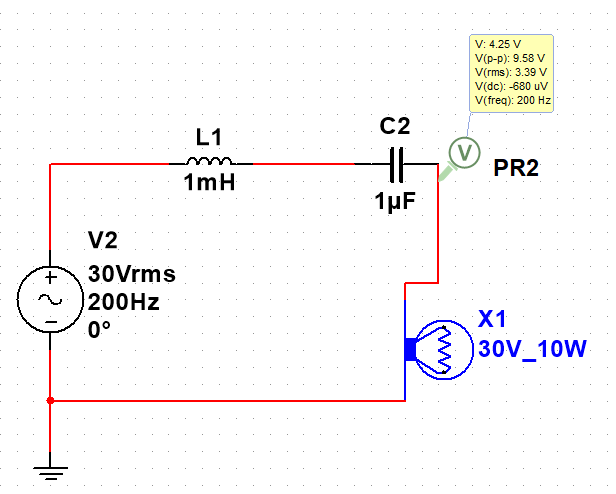 V: 4.25 V
V(p-p): 9.58 V
V(rms): 3.39 V
V(dc): -680 uV
V(freq): 200 Hz
C2
V
PR2
L1
1mH
1µF
V2
30Vrms
200Hz
0°
X1
30V_10W